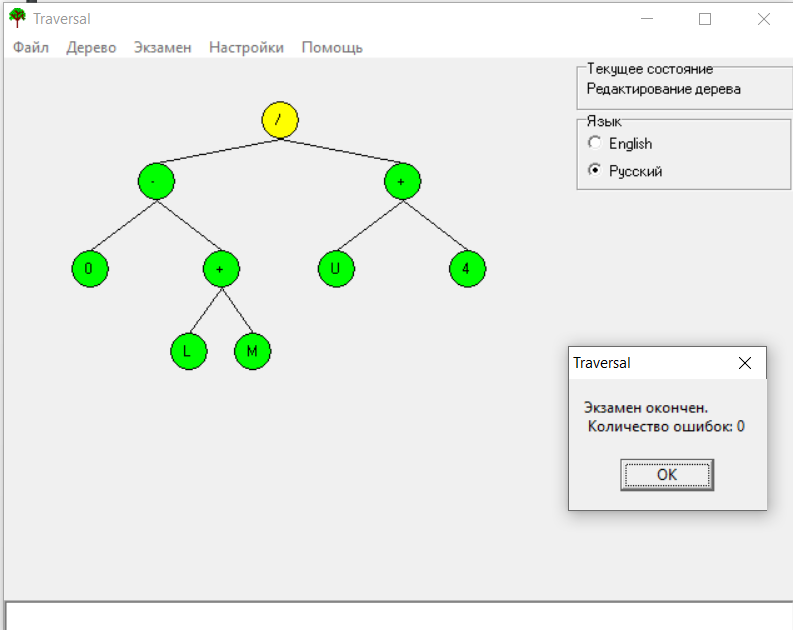 Traversal
Файл Дерево Экзамен Настройки Помощь
Текущее состояние
Редактирование дерева
Язык
English
Русский
/
- +
0 + U 4
L M
Traversal
Экзамен окончен.
Количество ошибок: 0
OK